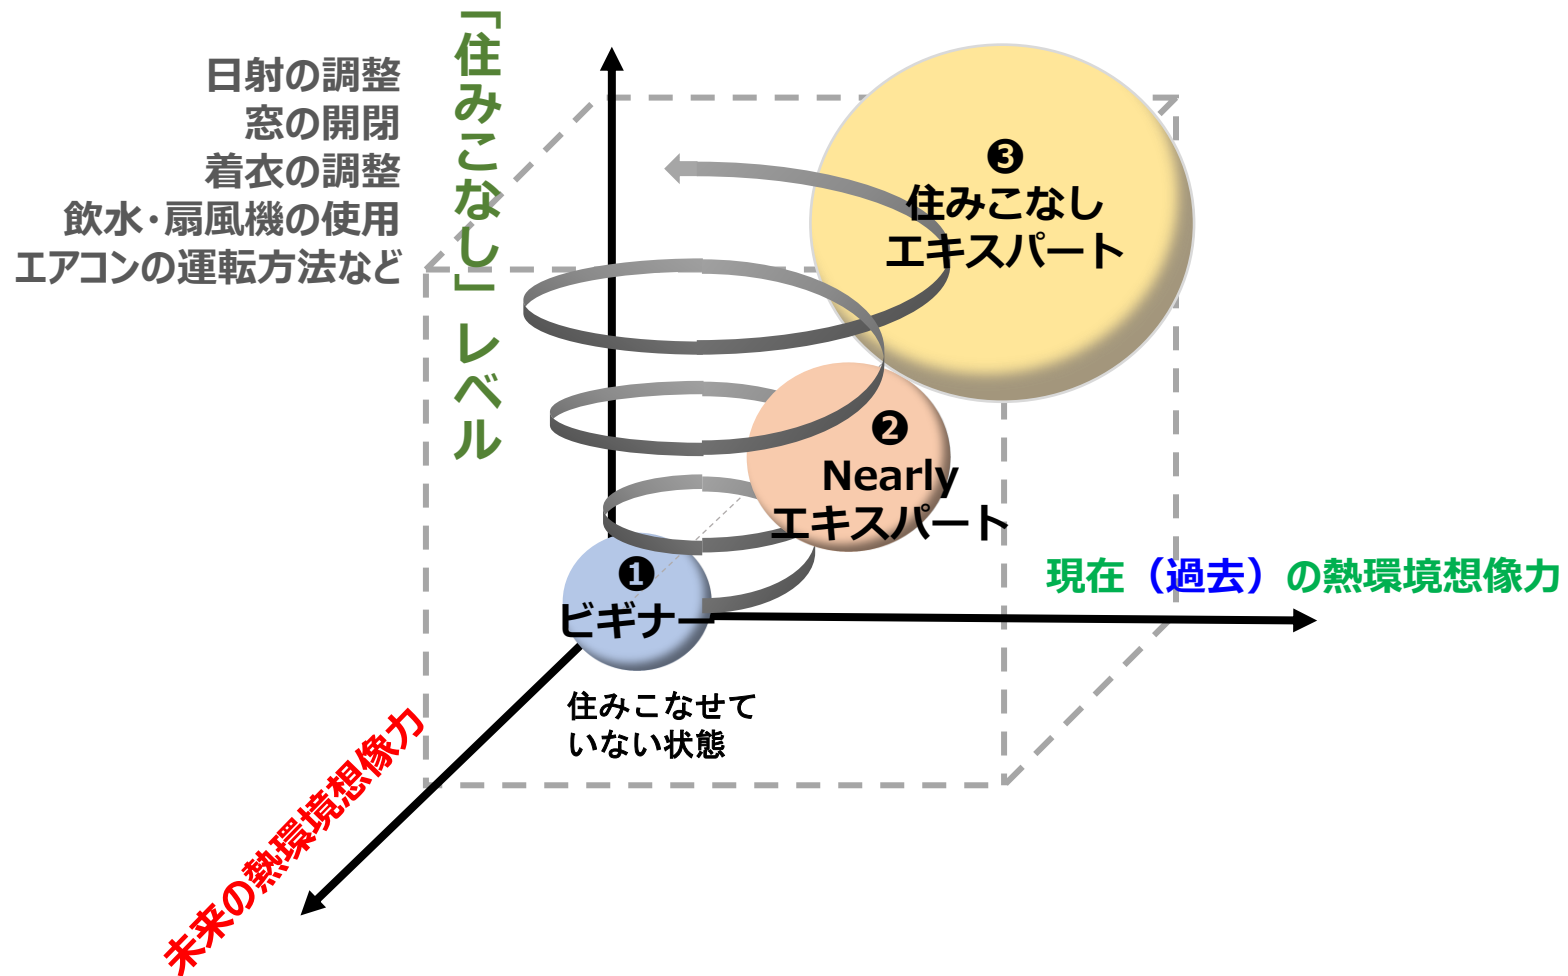 日射の調整
窓の開閉
着衣の調整
飲水・扇風機の使用
エアコンの運転方法など
「住みこなし」レベル
❸
住みこなし
エキスパート
❷
Nearly
エキスパート
❶
ビギナー
住みこなせて
いない状態
現在（過去）の熱環境想像力
未来の熱環境想像力